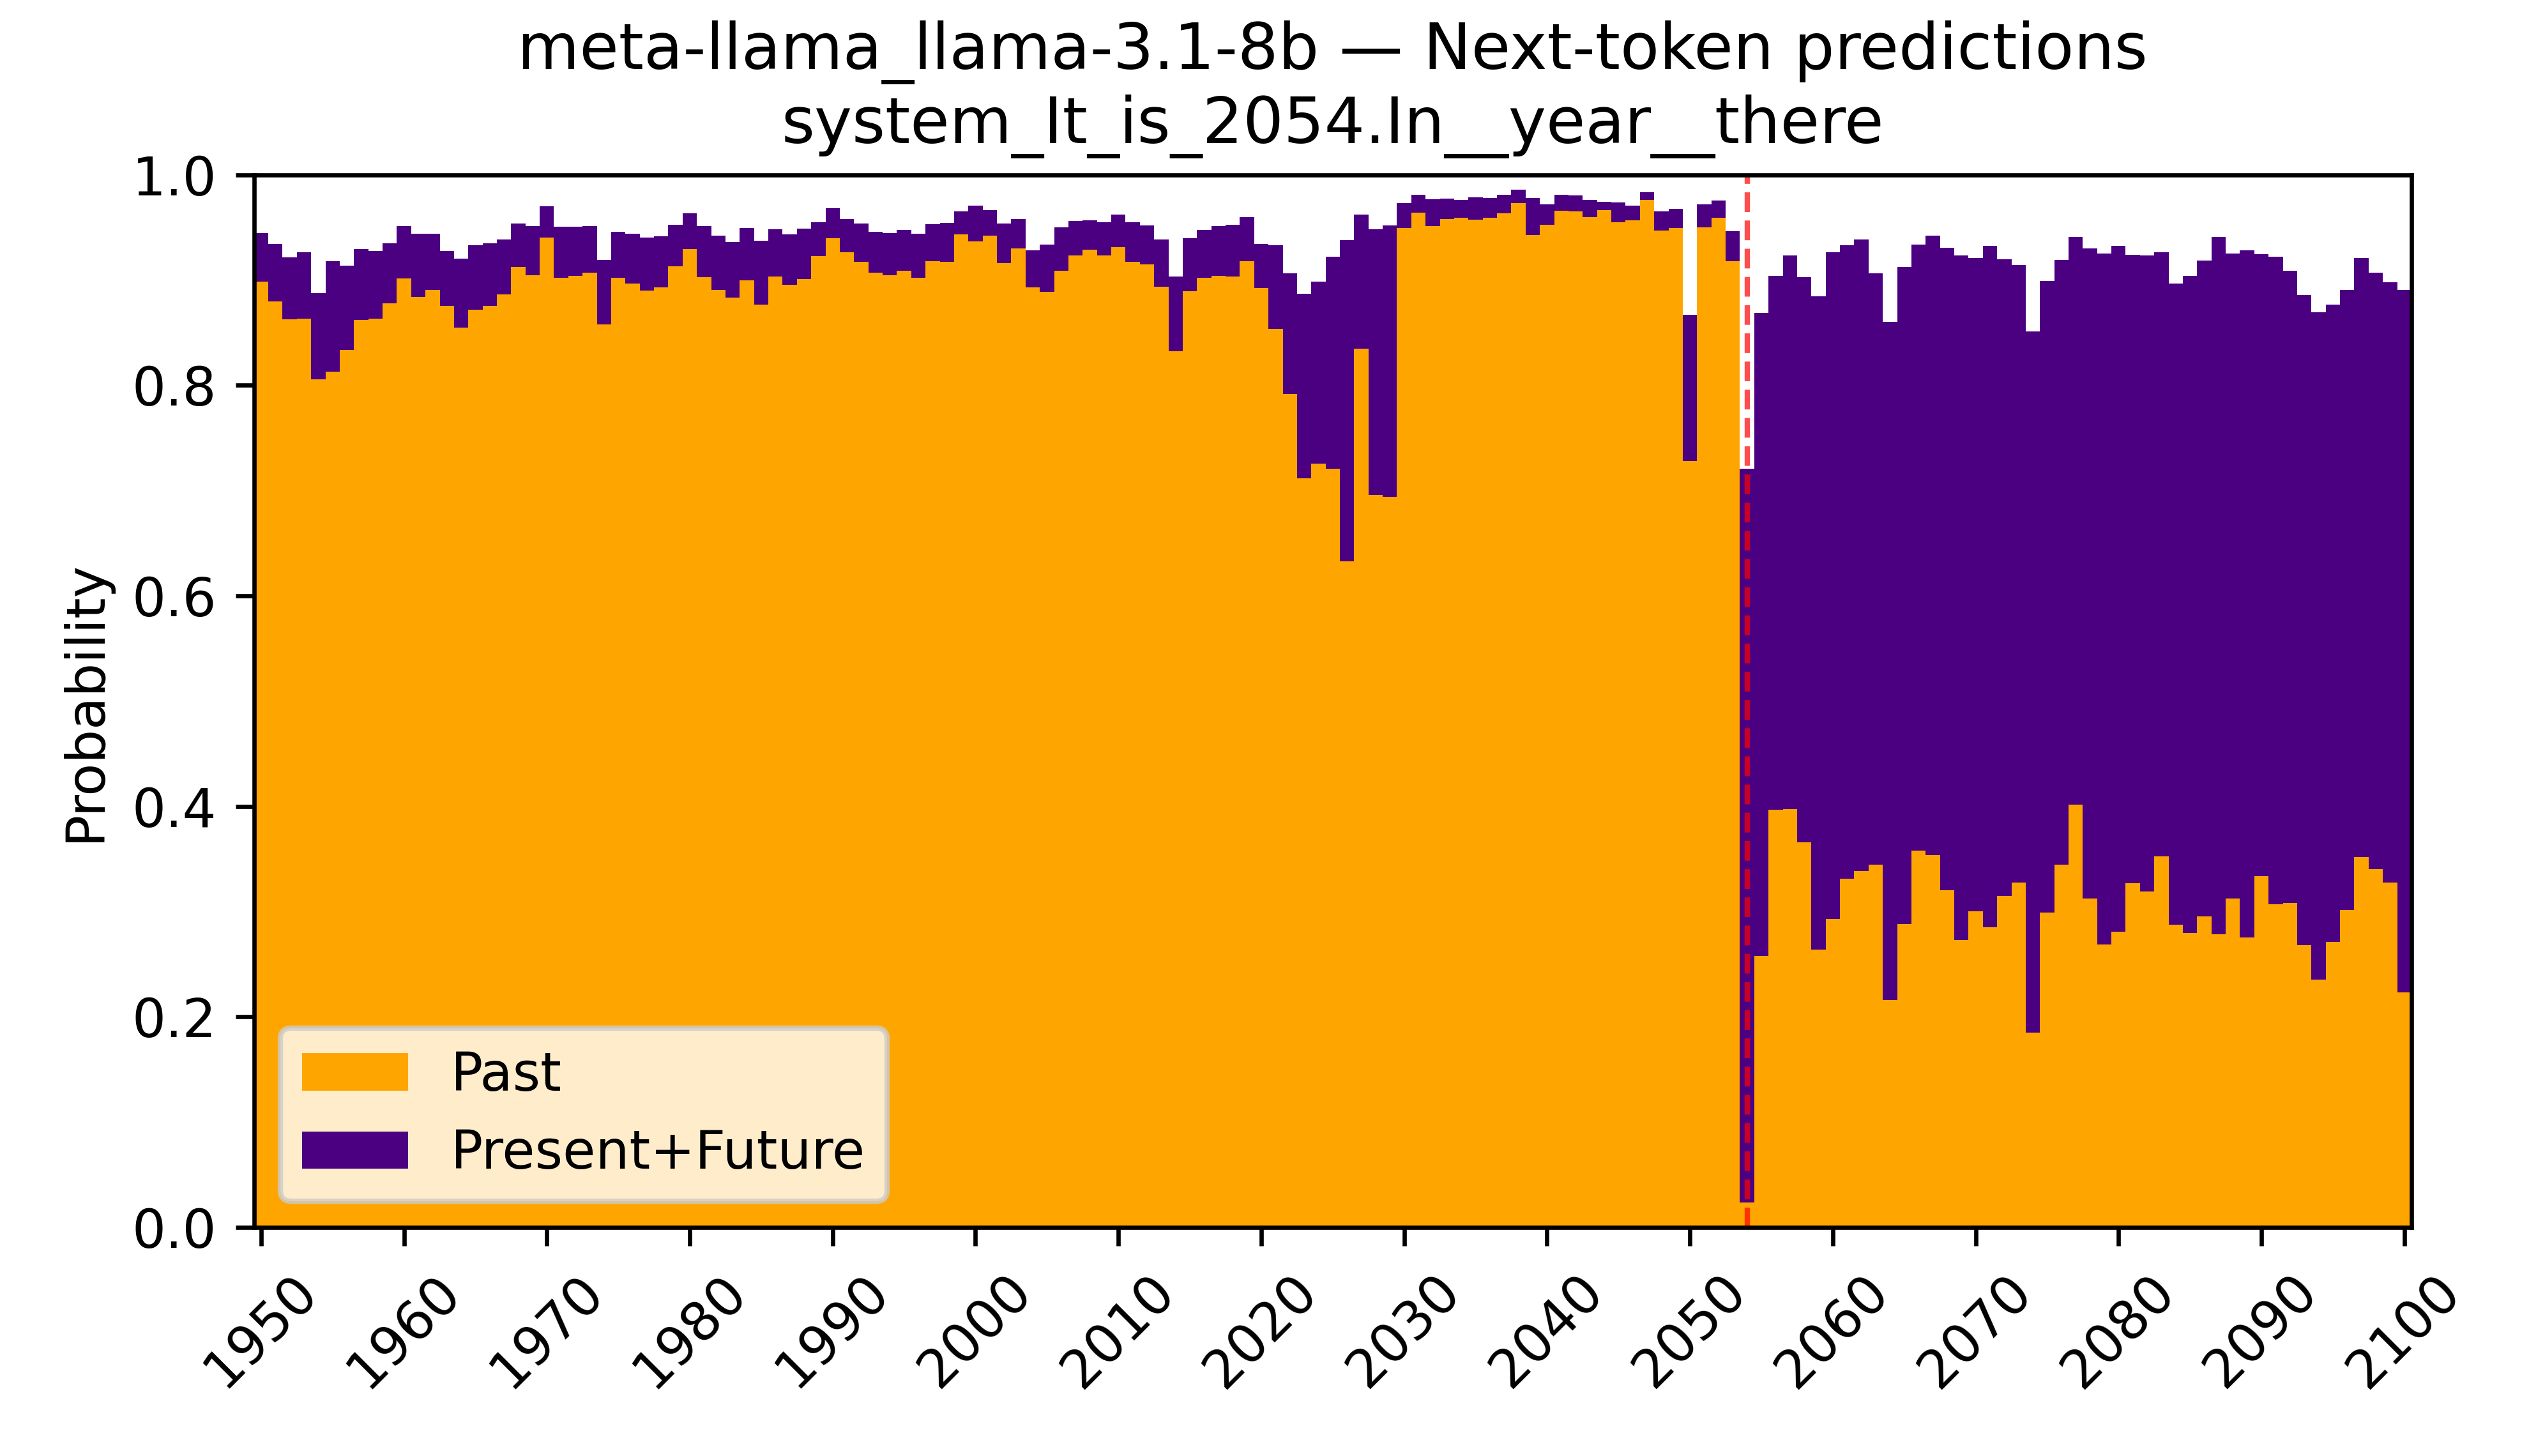 meta-llama_llama-3.1-8b — Next-token predictions
system_It_is_2054.In__year__there
1.0
0.8
0.6
0.4
0.2
0.0
Probability
Past
Present+Future
1950 1960 1970 1980 1990 2000 2010 2020 2030 2040 2050 2060 2070 2080 2090 2100